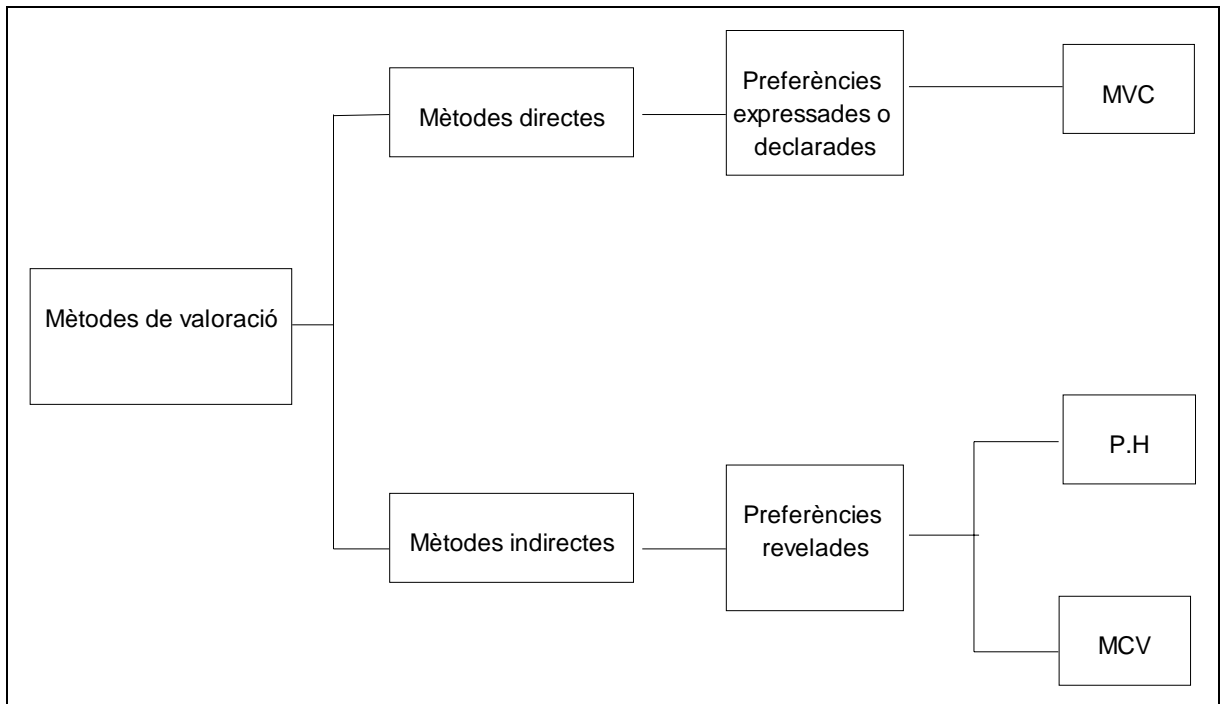 Mètodes de valoració
Mètodes directes
Preferències
expressades o
declarades
MVC
Mètodes indirectes
Preferències
revelades
P.H
MCV